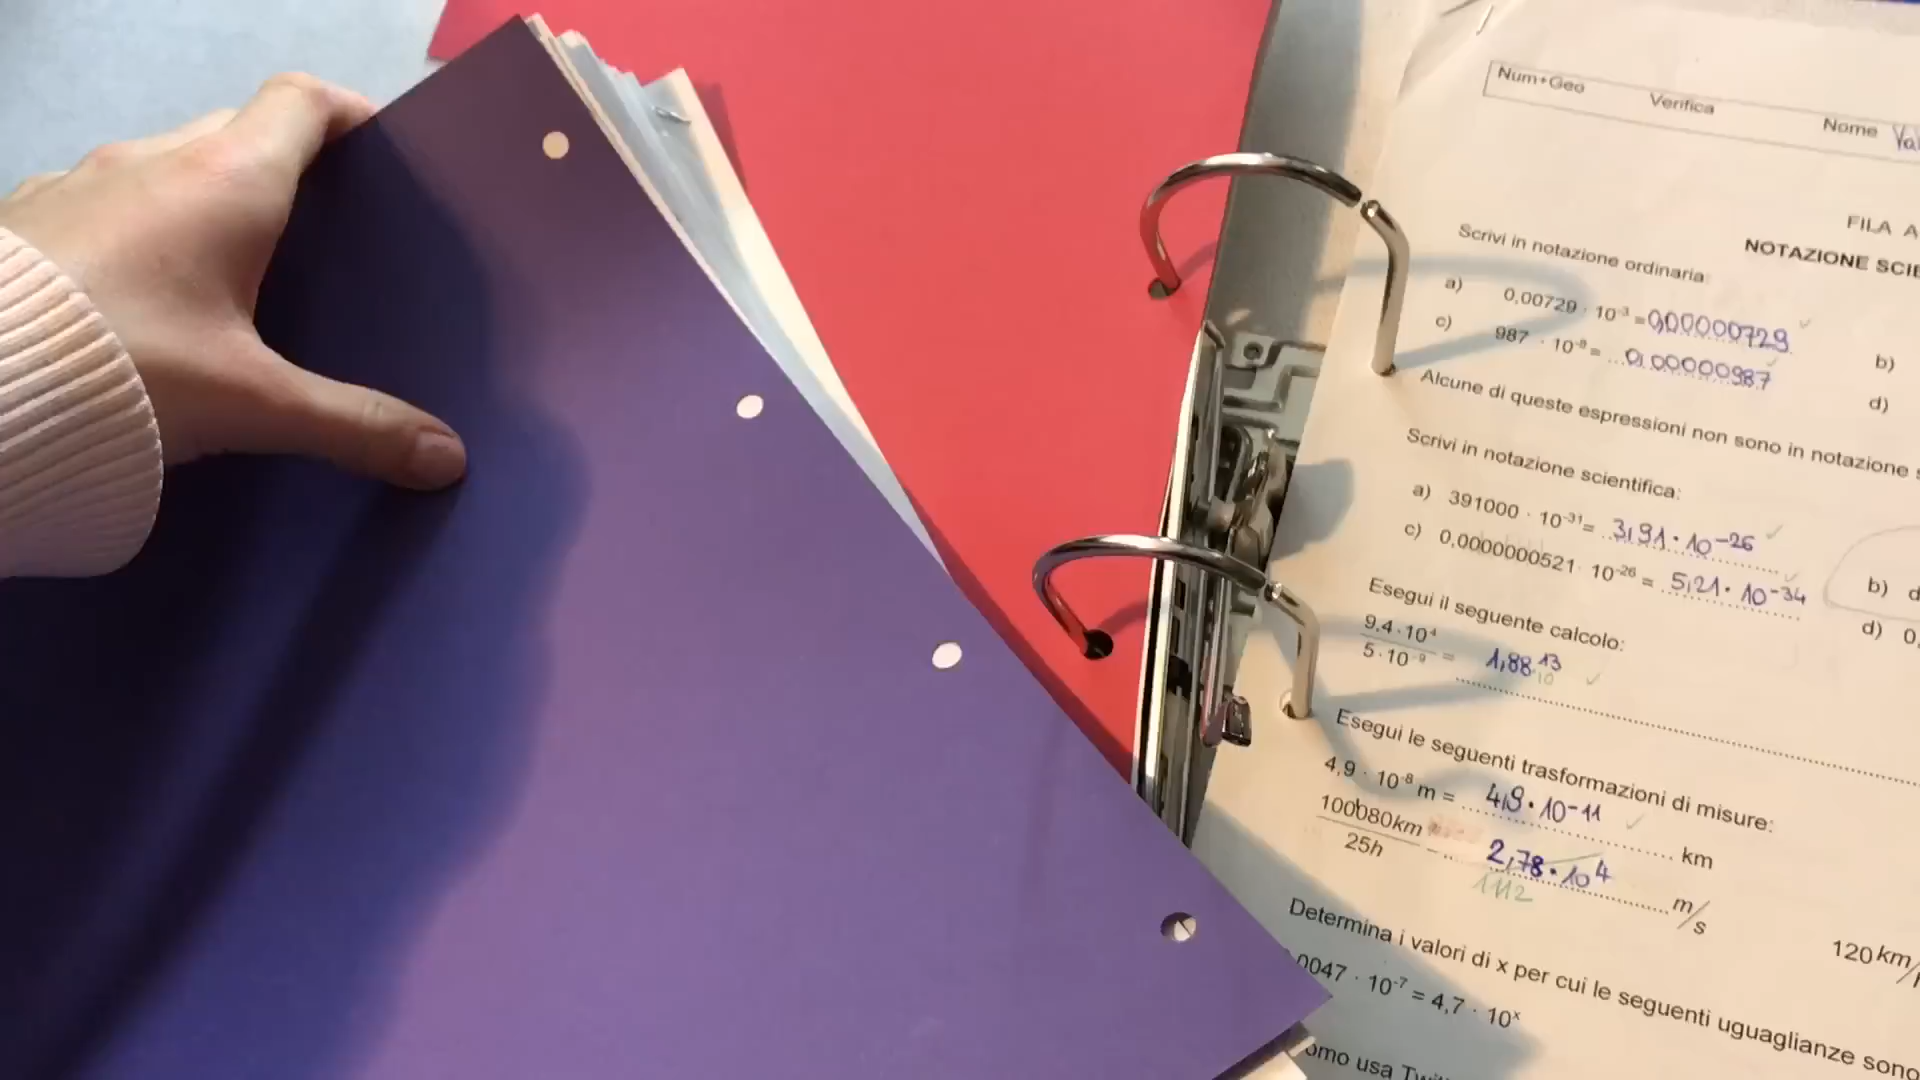 Num+Geo Verifica Nome
FILA A
NOTAZIONE
Scrivi in notazione ordinaria:
a) 0,00729 · 10⁻³ = 0,00000729 b)
c) 987 · 10⁻⁹ = 0,00000987 d)
Alcune di queste espressioni non sono in notazione
Scrivi in notazione scientifica:
a) 391000 · 10⁻³¹ = 3,91 · 10⁻²⁶ b)
c) 0,0000000521 · 10⁻²⁶ = 5,21 · 10⁻³⁴ d) 0,
Esegui il seguente calcolo:
9,4 · 10⁴
5 · 10⁻⁹ = 1,88 · 10¹³
Esegui le seguenti trasformazioni di misure:
4,9 · 10⁻⁸ m = 4,9 · 10⁻¹¹ km
100080km
25h
2,78 · 10⁴ m/s
1112
120 km/
Determina i valori di x per cui le seguenti uguaglianze sono
0047 · 10⁻⁷ = 4,7 · 10ˣ
usa